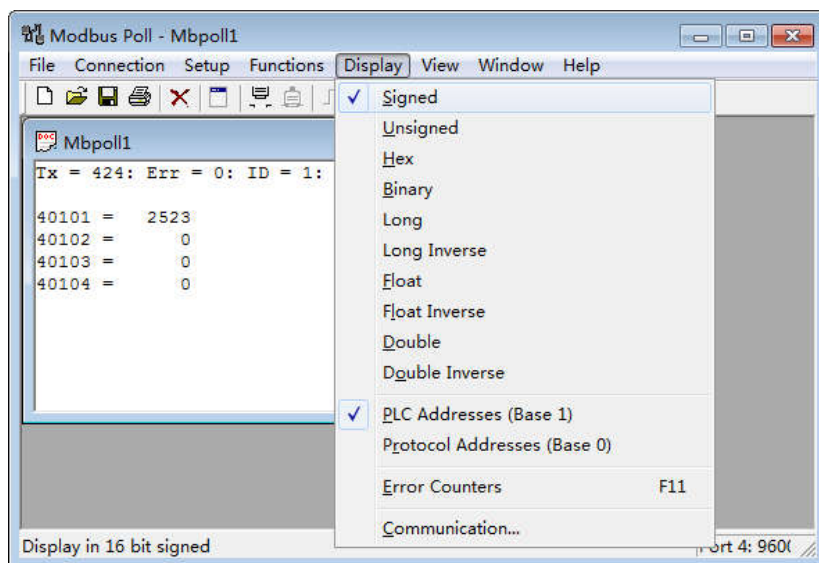 Modbus Poll - Mbpoll1
File Connection Setup Functions Display View Window Help
Mbpoll1
Tx = 424: Err = 0: ID = 1:
40101 = 2523
40102 = 0
40103 = 0
40104 = 0
Signed
Unsigned
Hex
Binary
Long
Long Inverse
Float
Float Inverse
Double
Double Inverse
PLC Addresses (Base 1)
Protocol Addresses (Base 0)
Error Counters F11
Communication...
Display in 16 bit signed
4: 960